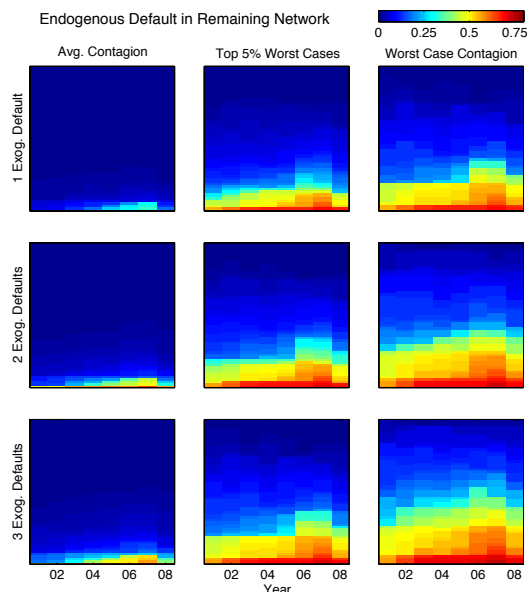 Endogenous Default in Remaining Network
0 0.25 0.5 0.75
Avg. Contagion
Top 5% Worst Cases
Worst Case Contagion
1 Exog. Default
2 Exog. Defaults
3 Exog. Defaults
02 04 06 08
02 04 06 08
02 04 06 08
Year